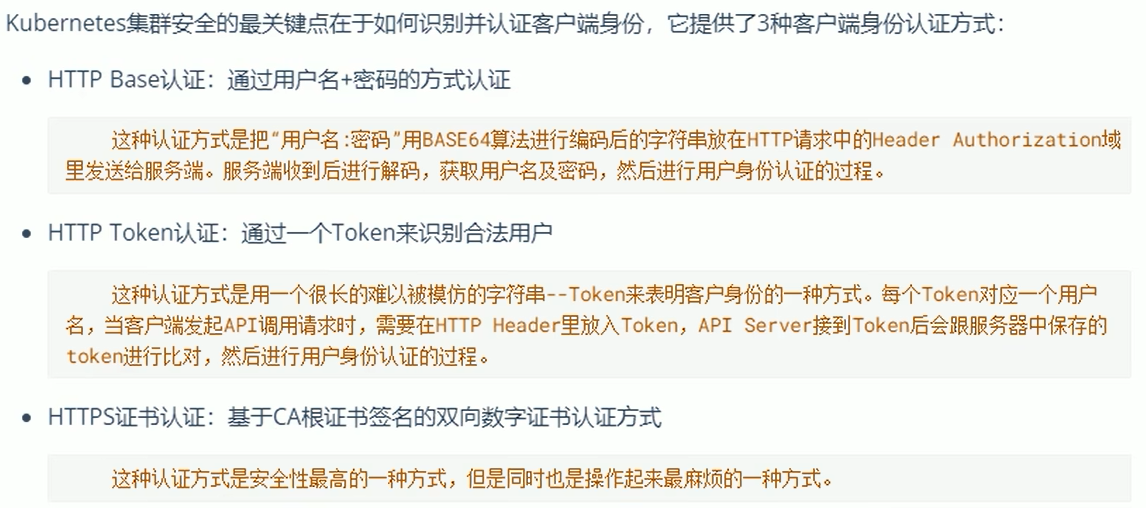 Kubernetes集群安全的最关键点在于如何识别并认证客户端身份，它提供了3种客户端身份认证方式：
HTTP Base认证：通过用户名+密码的方式认证
这种认证方式是把“用户名:密码”用BASE64算法进行编码后的字符串放在HTTP请求中的Header Authorization域
里发送给服务端。服务端收到后进行解码，获取用户名及密码，然后进行用户身份认证的过程。
HTTP Token认证：通过一个Token来识别合法用户
这种认证方式是用一个很长的难以被模仿的字符串--Token来表明客户身份的一种方式。每个Token对应一个用户
名，当客户端发起API调用请求时，需要在HTTP Header里放入Token，API Server接到Token后会跟服务器中保存的
token进行比对，然后进行用户身份认证的过程。
HTTPS证书认证：基于CA根证书签名的双向数字证书认证方式
这种认证方式是安全性最高的一种方式，但是同时也是操作起来最麻烦的一种方式。